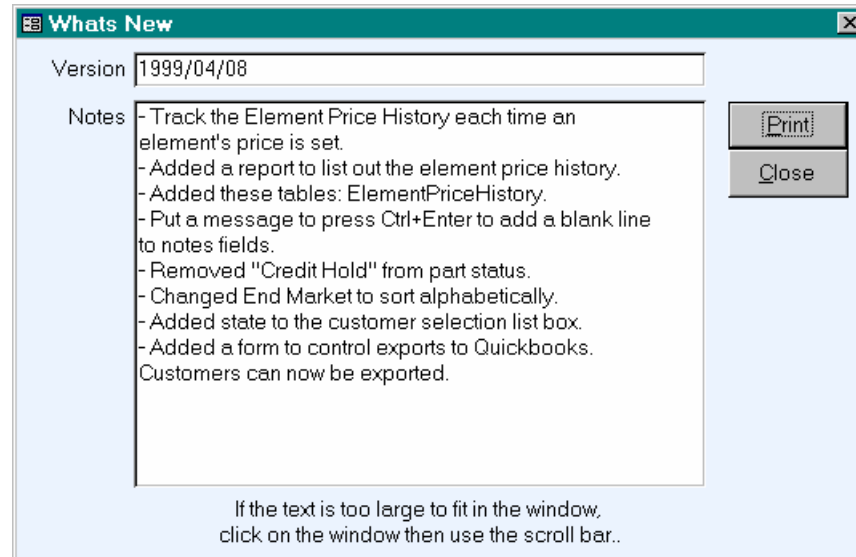 Whats New
Version 1999/04/08
Notes - Track the Element Price History each time an
element's price is set.
- Added a report to list out the element price history.
- Added these tables: ElementPriceHistory.
- Put a message to press Ctrl+Enter to add a blank line
to notes fields.
- Removed "Credit Hold" from part status.
- Changed End Market to sort alphabetically.
- Added state to the customer selection list box.
- Added a form to control exports to Quickbooks.
Customers can now be exported.
Print
Close
If the text is too large to fit in the window,
click on the window then use the scroll bar..